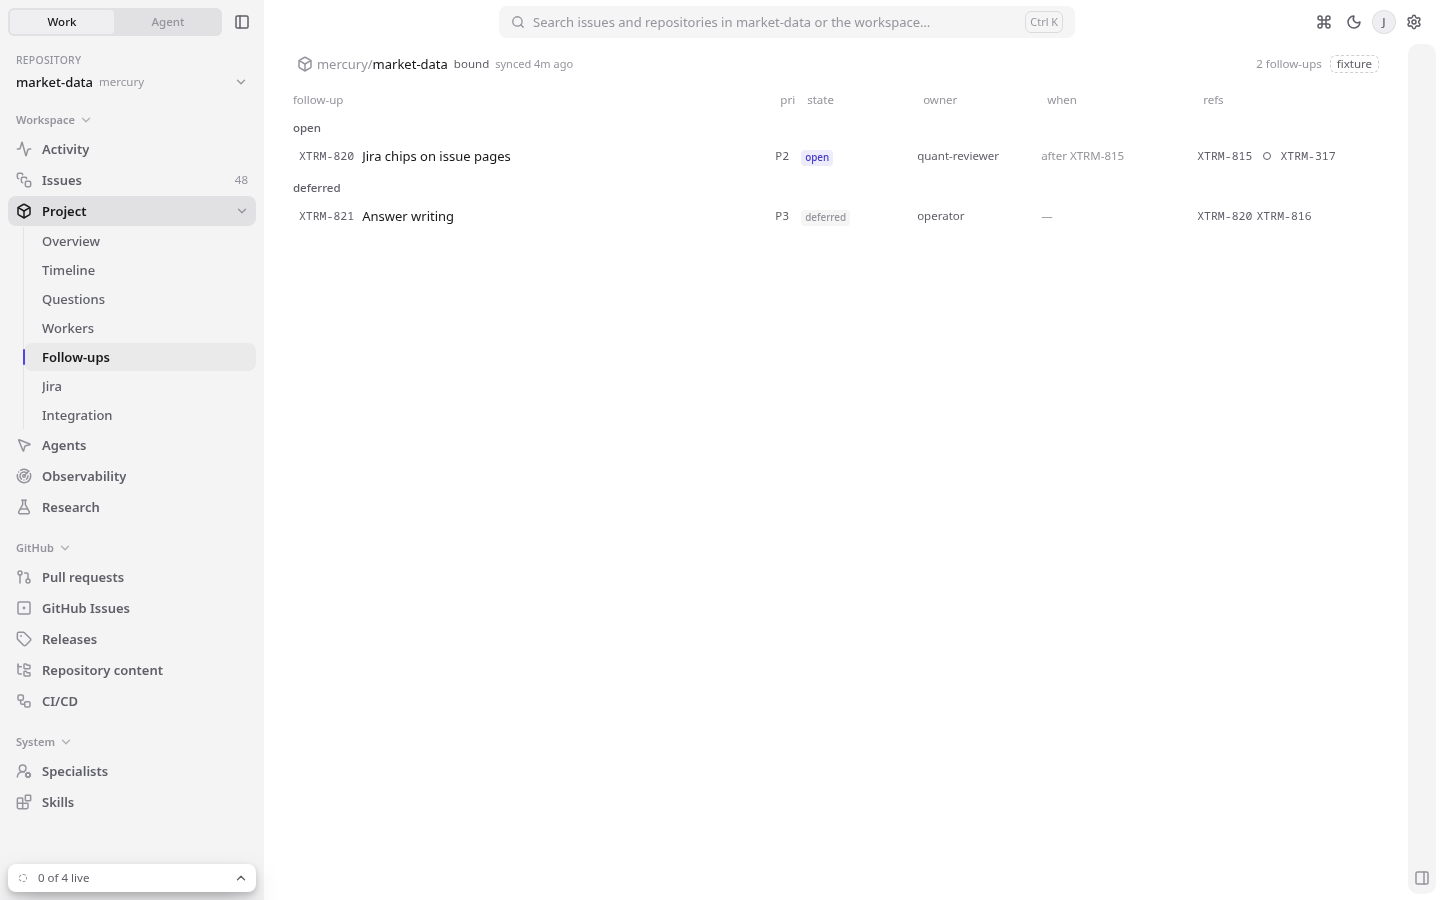 Work Agent
Search issues and repositories in market-data or the workspace... Ctrl K
J
REPOSITORY
market-data mercury
mercury/market-data bound synced 4m ago 2 follow-ups fixture
follow-up pri state owner when refs
open
XTRM-820 Jira chips on issue pages P2 open quant-reviewer after XTRM-815 XTRM-815 XTRM-317
deferred
XTRM-821 Answer writing P3 deferred operator — XTRM-820 XTRM-816
Workspace
Activity
Issues 48
Project
Overview
Timeline
Questions
Workers
Follow-ups
Jira
Integration
Agents
Observability
Research
GitHub
Pull requests
GitHub Issues
Releases
Repository content
CI/CD
System
Specialists
Skills
0 of 4 live